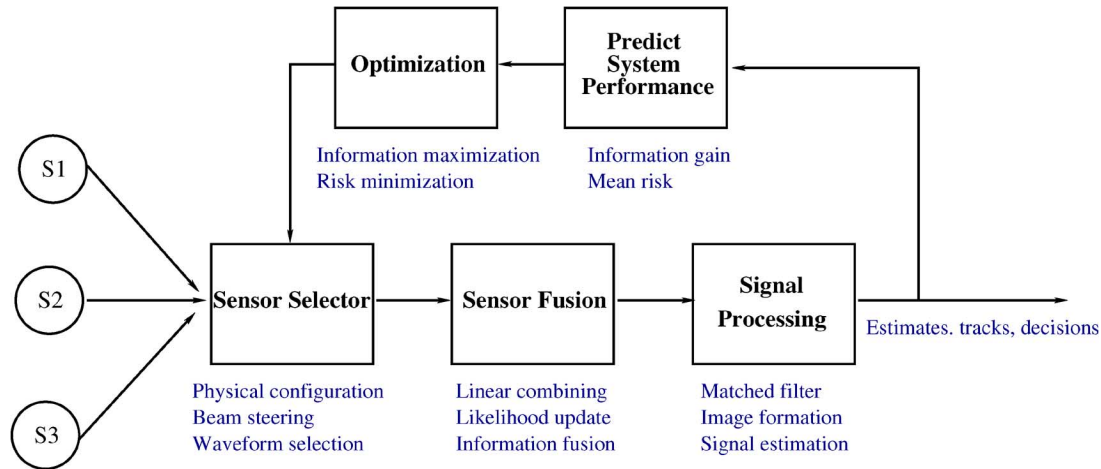 Optimization
Predict
System
Performance
Information maximization
Risk minimization
Information gain
Mean risk
S1
S2
S3
Sensor Selector
Sensor Fusion
Signal
Processing
Estimates. tracks, decisions
Physical configuration
Beam steering
Waveform selection
Linear combining
Likelihood update
Information fusion
Matched filter
Image formation
Signal estimation